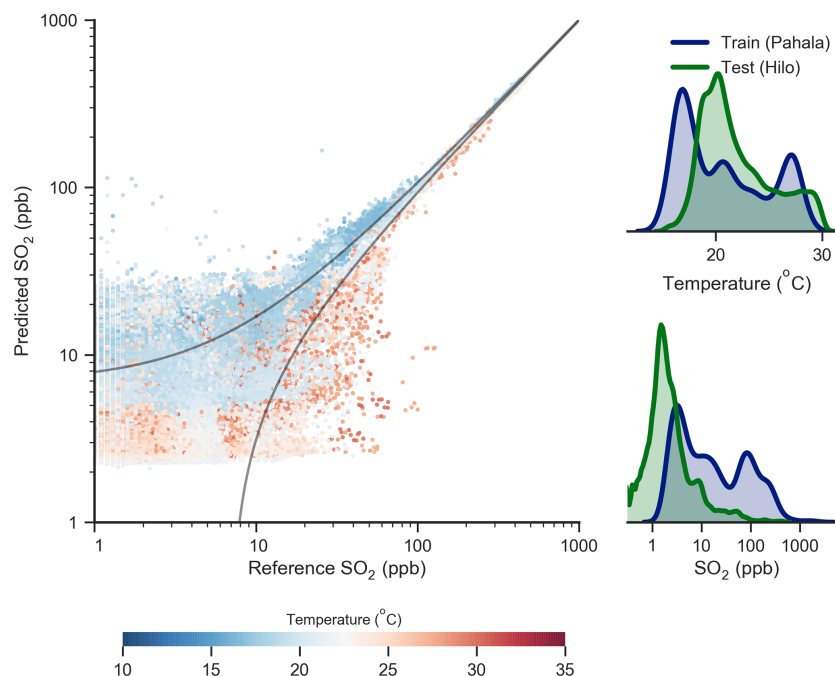 1000
100
10
1
Predicted SO2 (ppb)
1
10
100
1000
Reference SO2 (ppb)
Train (Pahala)
Test (Hilo)
20
30
Temperature (°C)
1
10
100
1000
SO2 (ppb)
Temperature (°C)
10
15
20
25
30
35